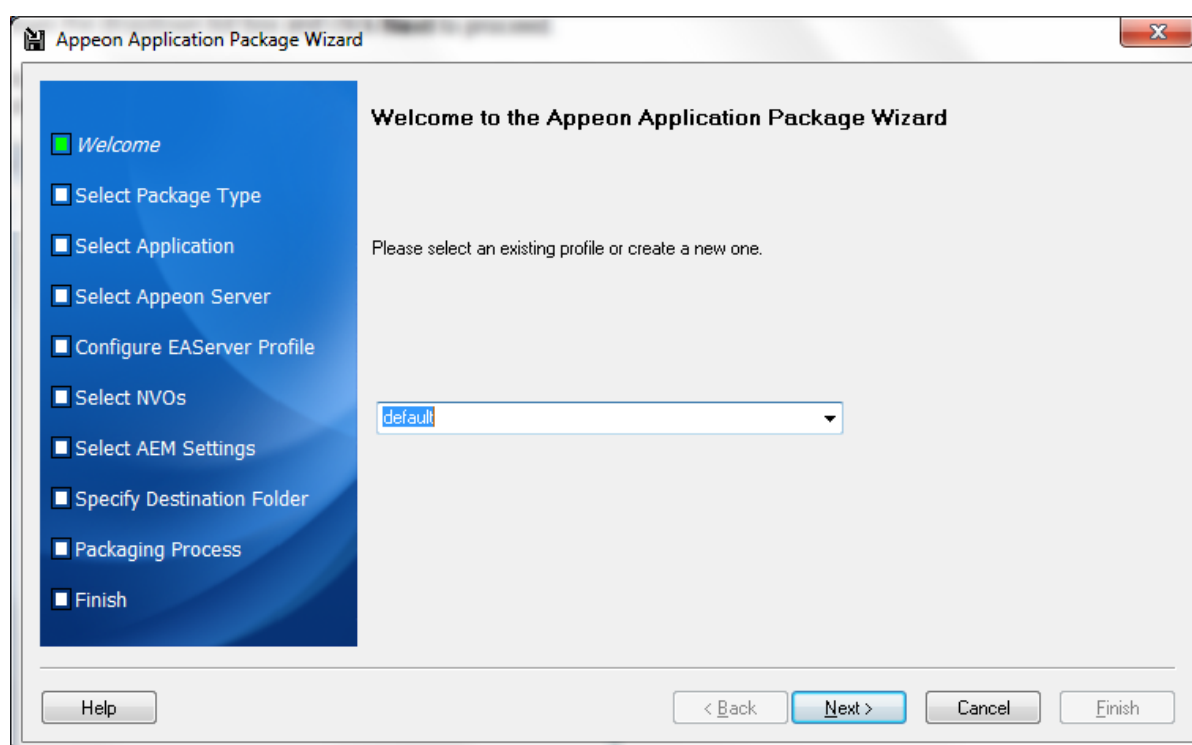 Appeon Application Package Wizard
Welcome
Select Package Type
Select Application
Select Appeon Server
Configure EAServer Profile
Select NVOs
Select AEM Settings
Specify Destination Folder
Packaging Process
Finish
Welcome to the Appeon Application Package Wizard
Please select an existing profile or create a new one.
default
Help
< Back
Next >
Cancel
Finish